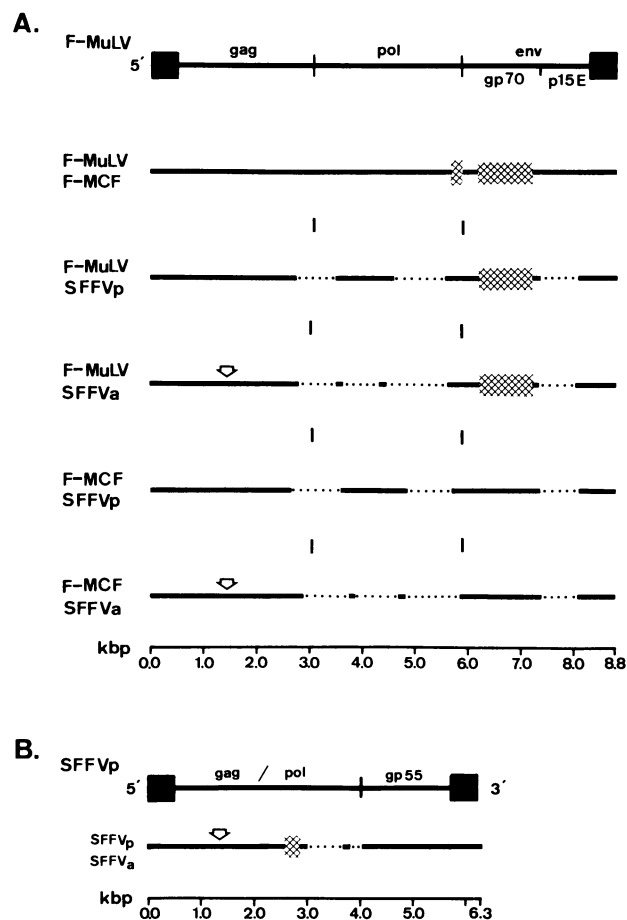 A.
F-MuLV
5´ gag pol env
gp70 p15E
F-MuLV
F-MCF
F-MuLV
SFFVp
F-MuLV
SFFVa
F-MCF
SFFVp
F-MCF
SFFVa
kbp
0.0 1.0 2.0 3.0 4.0 5.0 6.0 7.0 8.0 8.8
B.
SFFVp
5´ gag / pol gp55 3´
SFFVp
SFFVa
kbp
0.0 1.0 2.0 3.0 4.0 5.0 6.3